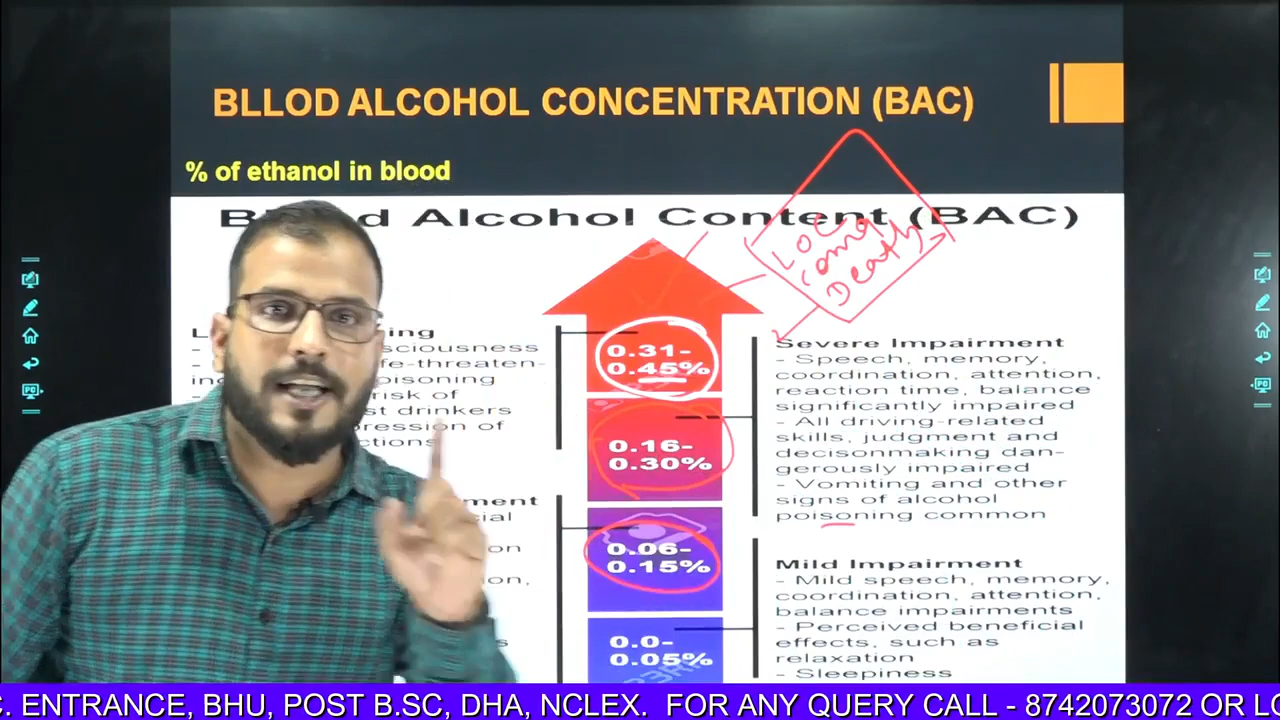 BLLOD ALCOHOL CONCENTRATION (BAC)
% of ethanol in blood
Alcohol Content (BAC)
LOC
Coma
Death
sciousness
fe-threaten-
poisoning
risk of
st drinkers
pression of
ctions
0.31-
0.45%
0.16-
0.30%
0.06-
0.15%
0.0-
0.05%
Severe Impairment
- Speech, memory,
coordination, attention,
reaction time, balance
significantly impaired
- All driving-related
skills, judgment and
decisonmaking dan-
gerously impaired
- Vomiting and other
signs of alcohol
poisoning common
Mild Impairment
- Mild speech, memory,
coordination, attention,
balance impairments
- Perceived beneficial
effects, such as
relaxation
- Sleepiness
PC
PC
C. ENTRANCE, BHU, POST B.SC, DHA, NCLEX. FOR ANY QUERY CALL - 8742073072 OR LO